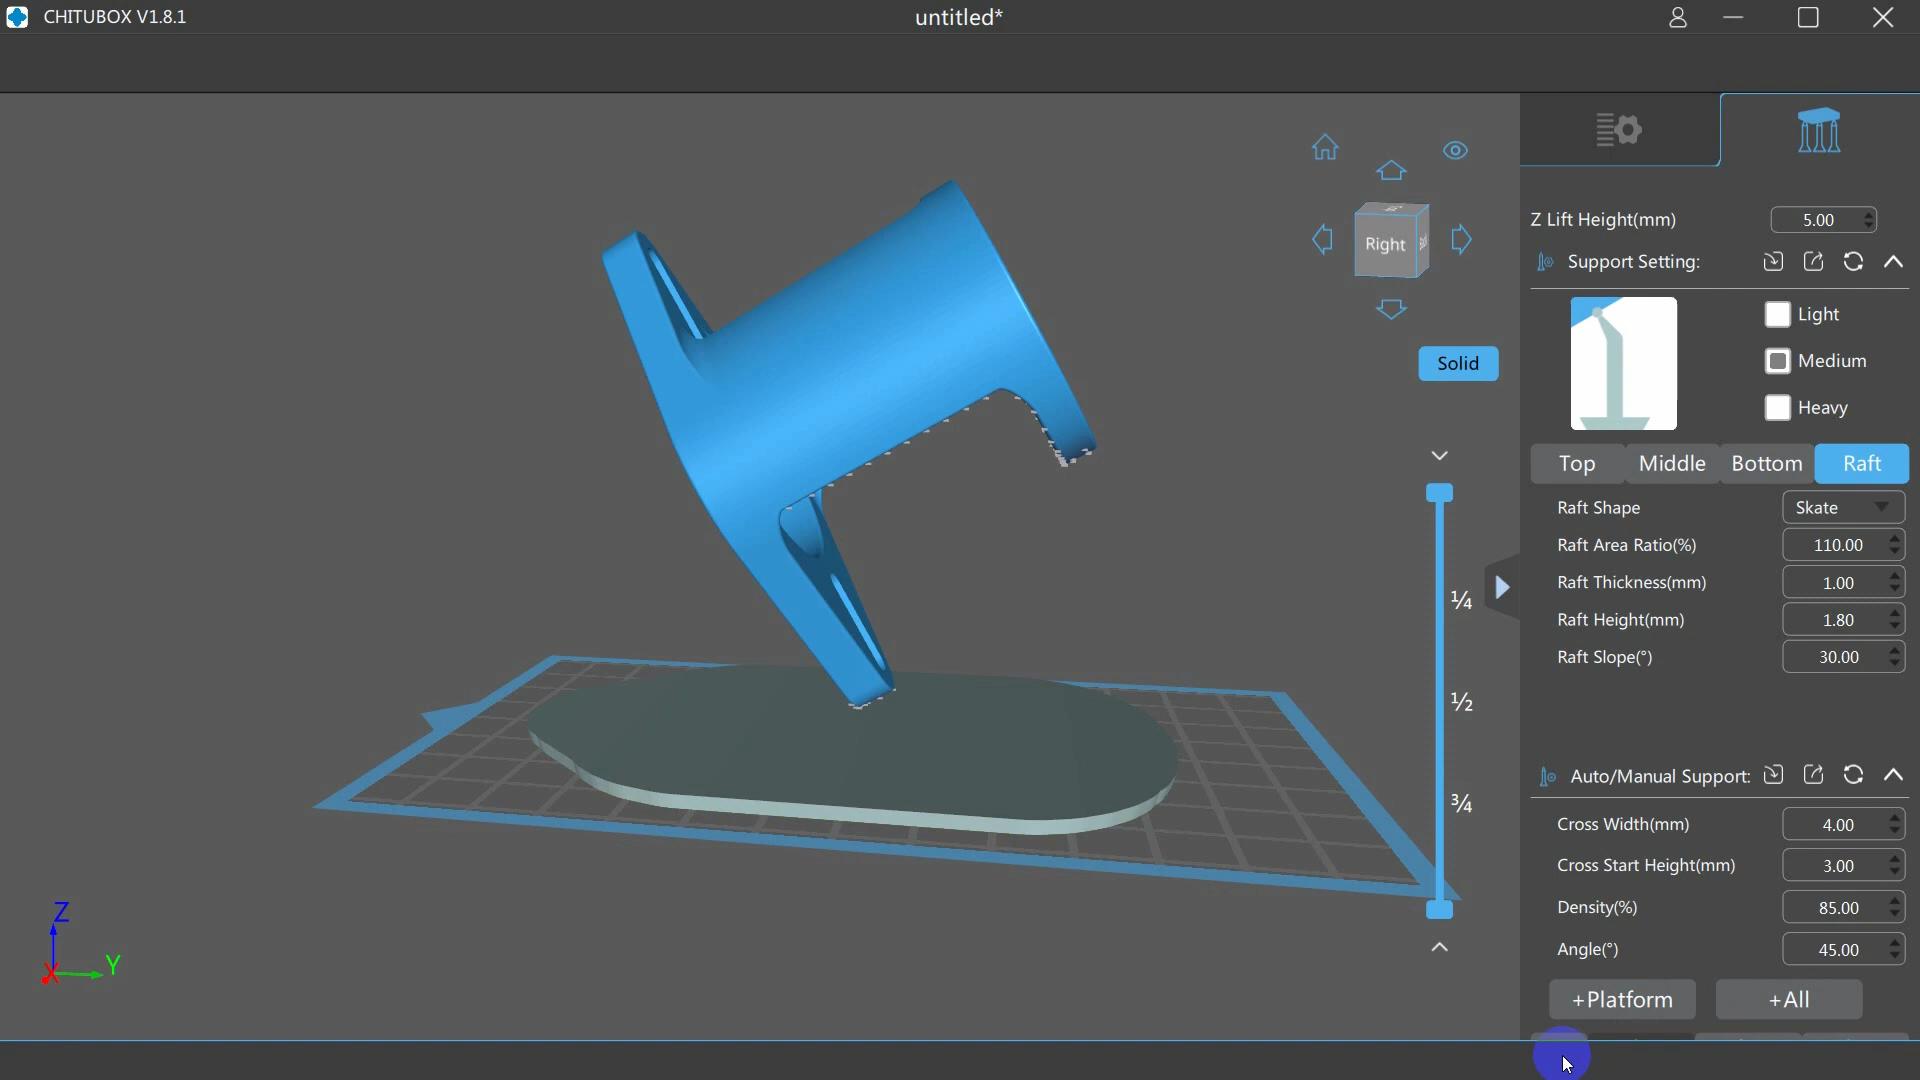 CHITUBOX V1.8.1
untitled*
Right
Solid
¼
½
¾
Z
Y
X
Z Lift Height(mm) 5.00
Support Setting:
Light
Medium
Heavy
Top Middle Bottom Raft
Raft Shape Skate
Raft Area Ratio(%) 110.00
Raft Thickness(mm) 1.00
Raft Height(mm) 1.80
Raft Slope(°) 30.00
Auto/Manual Support:
Cross Width(mm) 4.00
Cross Start Height(mm) 3.00
Density(%) 85.00
Angle(°) 45.00
+Platform +All